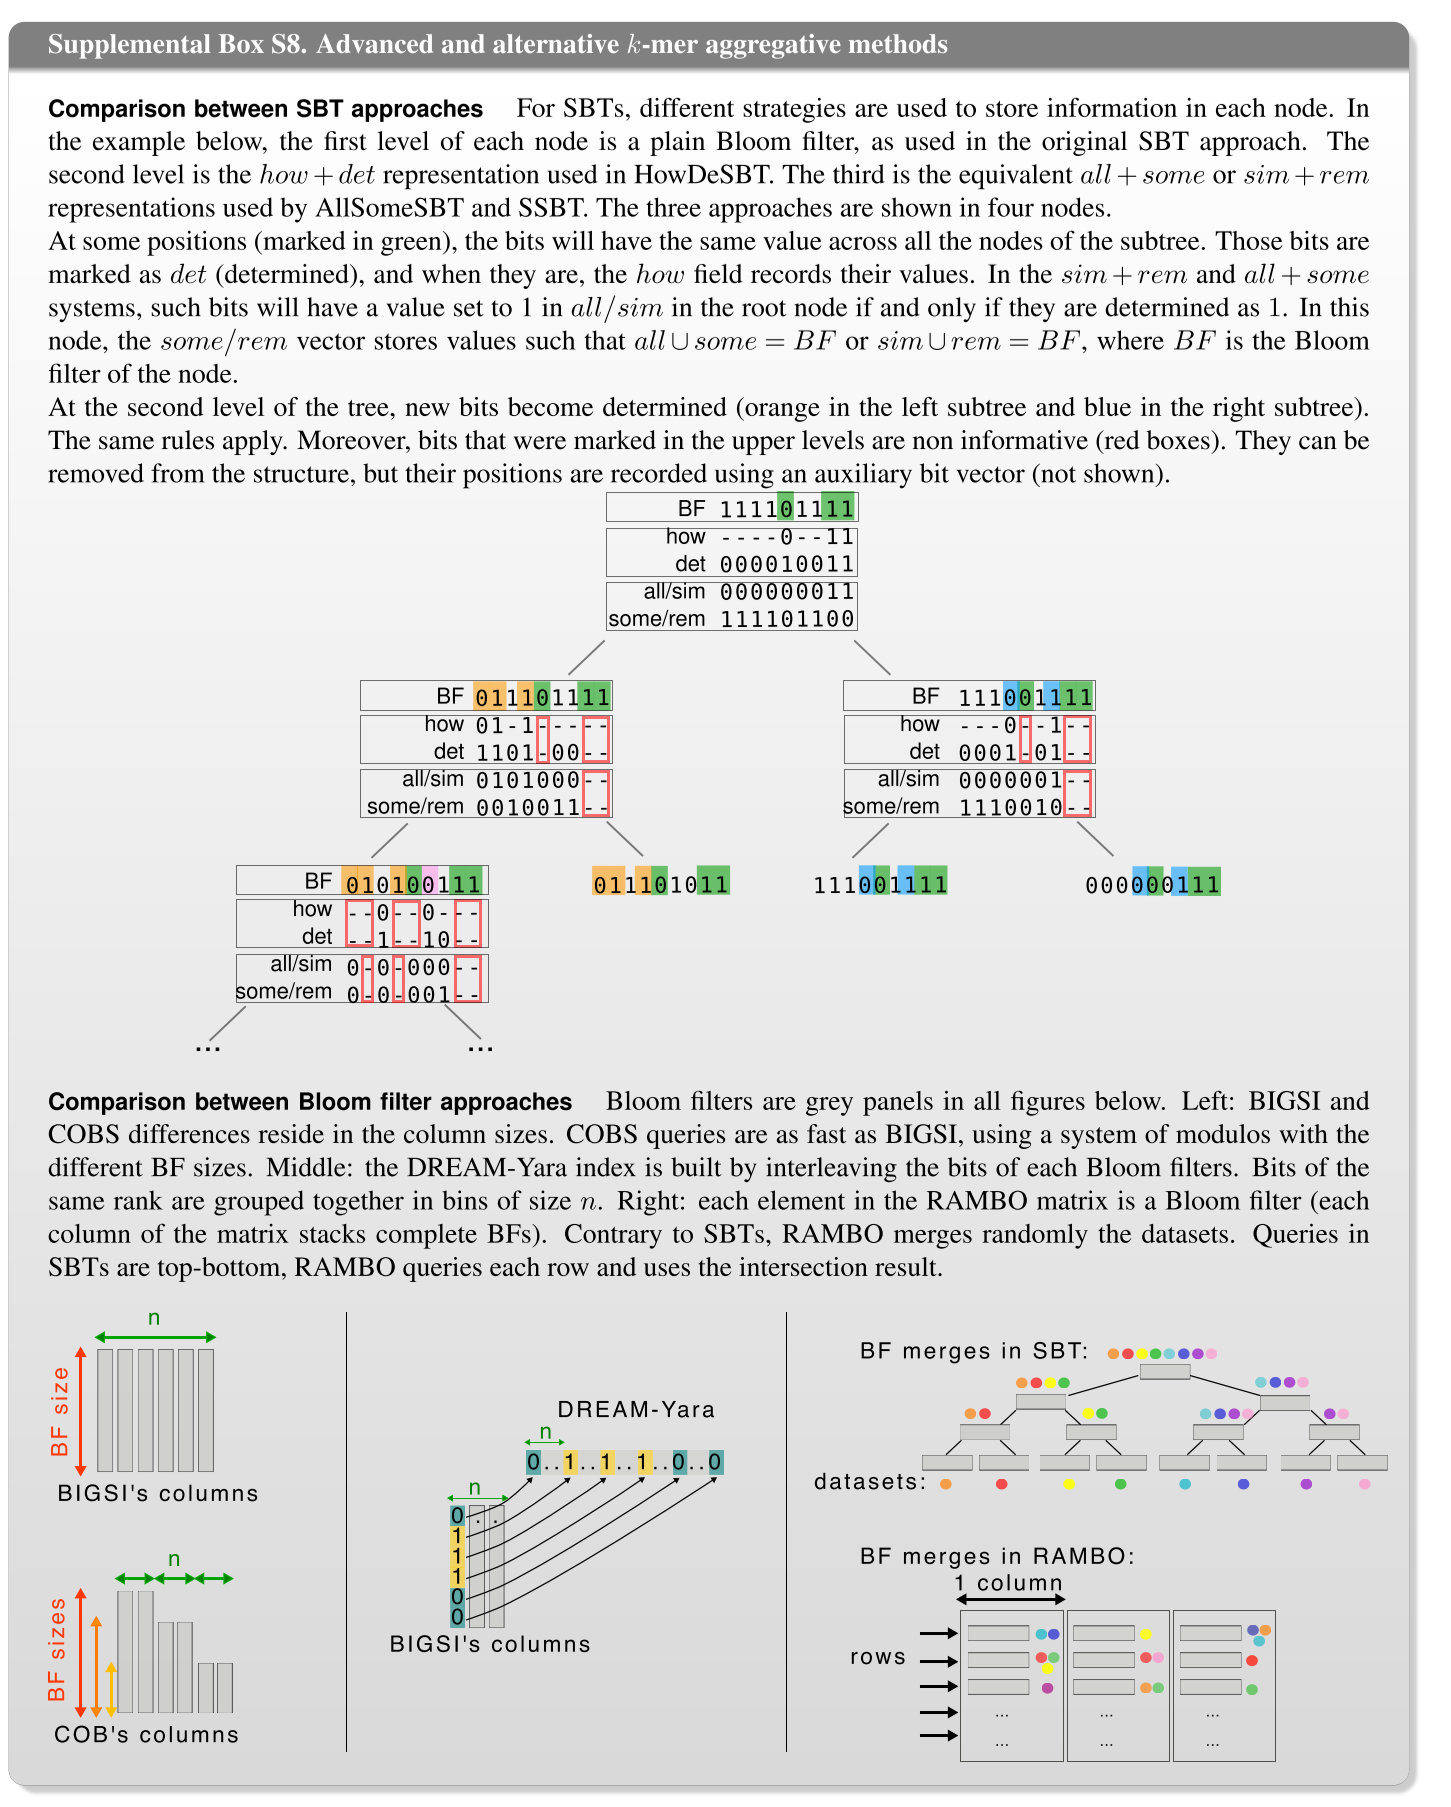 Supplemental Box S8. Advanced and alternative k-mer aggregative methods
Comparison between SBT approaches For SBTs, different strategies are used to store information in each node. In
the example below, the first level of each node is a plain Bloom filter, as used in the original SBT approach. The
second level is the how + det representation used in HowDeSBT. The third is the equivalent all + some or sim + rem
representations used by AllSomeSBT and SSBT. The three approaches are shown in four nodes.
At some positions (marked in green), the bits will have the same value across all the nodes of the subtree. Those bits are
marked as det (determined), and when they are, the how field records their values. In the sim + rem and all + some
systems, such bits will have a value set to 1 in all/sim in the root node if and only if they are determined as 1. In this
node, the some/rem vector stores values such that all ∪ some = BF or sim ∪ rem = BF, where BF is the Bloom
filter of the node.
At the second level of the tree, new bits become determined (orange in the left subtree and blue in the right subtree).
The same rules apply. Moreover, bits that were marked in the upper levels are non informative (red boxes). They can be
removed from the structure, but their positions are recorded using an auxiliary bit vector (not shown).
BF 111101111
how ----0--11
det 000010011
all/sim 000000011
some/rem 111101100
BF 011101111
how 01-1-----
det 1101-00--
all/sim 0101000--
some/rem 0010011--
BF 111001111
how ---0--1--
det 0001-01--
all/sim 0000001--
some/rem 1110010--
BF 010100111
how --0--0---
det --1--10--
all/sim 0-0-000--
some/rem 0-0-001--
011101011
111001111
000000111
...
...
Comparison between Bloom filter approaches Bloom filters are grey panels in all figures below. Left: BIGSI and
COBS differences reside in the column sizes. COBS queries are as fast as BIGSI, using a system of modulos with the
different BF sizes. Middle: the DREAM-Yara index is built by interleaving the bits of each Bloom filters. Bits of the
same rank are grouped together in bins of size n. Right: each element in the RAMBO matrix is a Bloom filter (each
column of the matrix stacks complete BFs). Contrary to SBTs, RAMBO merges randomly the datasets. Queries in
SBTs are top-bottom, RAMBO queries each row and uses the intersection result.
n
BF size
BIGSI's columns
n
BF sizes
COB's columns
DREAM-Yara
n
0..1..1..1..0..0
n
0 . .
1
1
1
0
0
BIGSI's columns
BF merges in SBT:
datasets:
BF merges in RAMBO:
1 column
rows
... ... ...
... ... ...